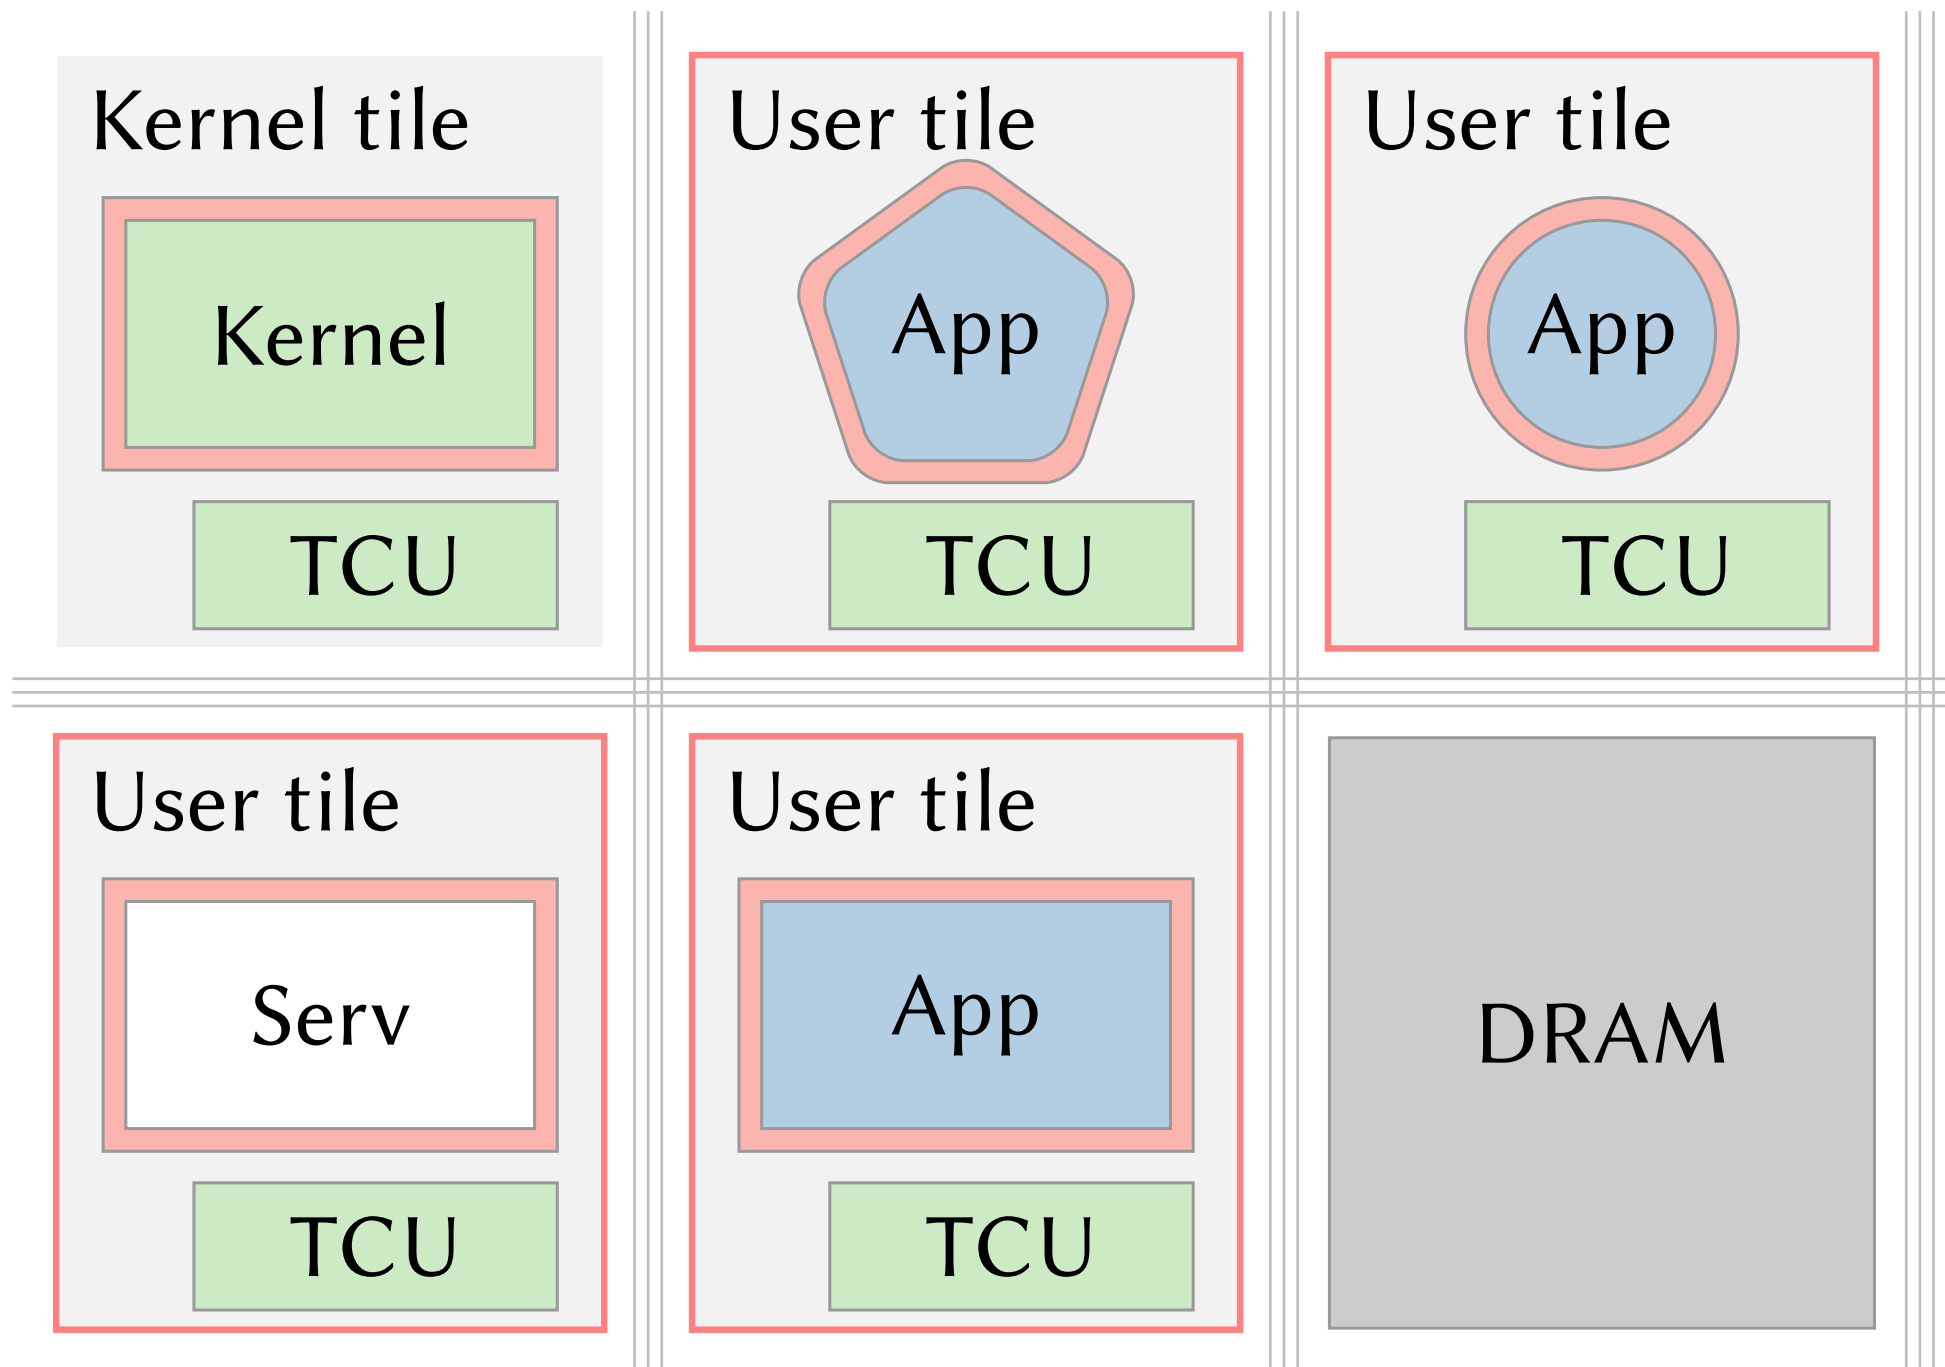 Kernel tile
Kernel
TCU
User tile
App
TCU
User tile
App
TCU
User tile
Serv
TCU
User tile
App
TCU
DRAM